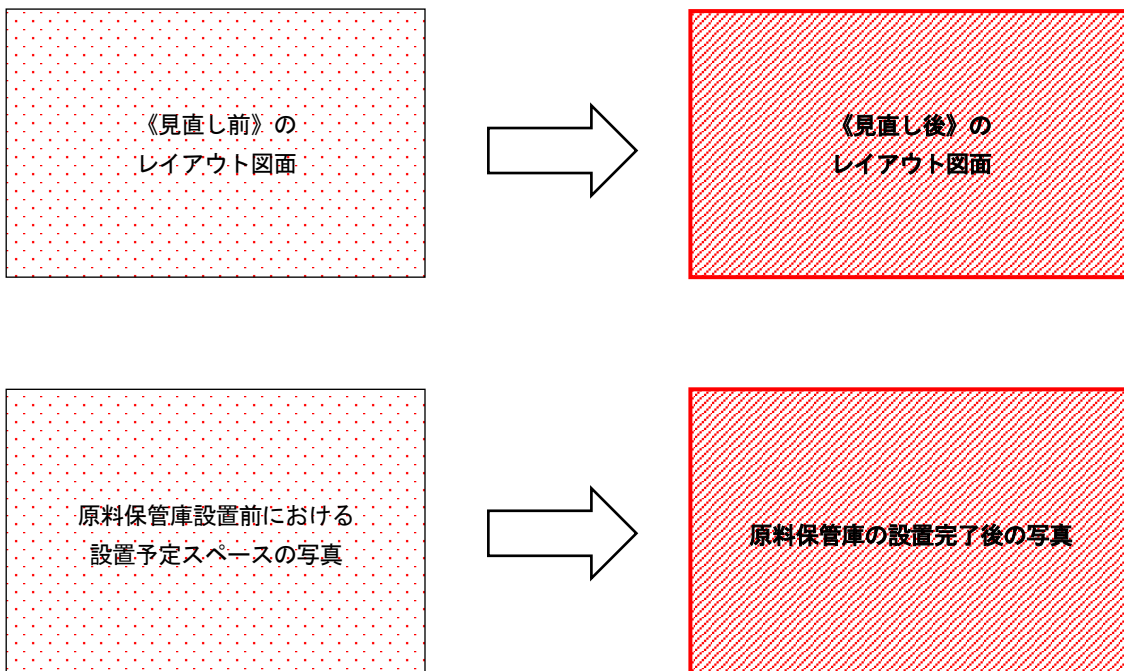 《見直し前》の
レイアウト図面
《見直し後》の
レイアウト図面
原料保管庫設置前における
設置予定スペースの写真
原料保管庫の設置完了後の写真